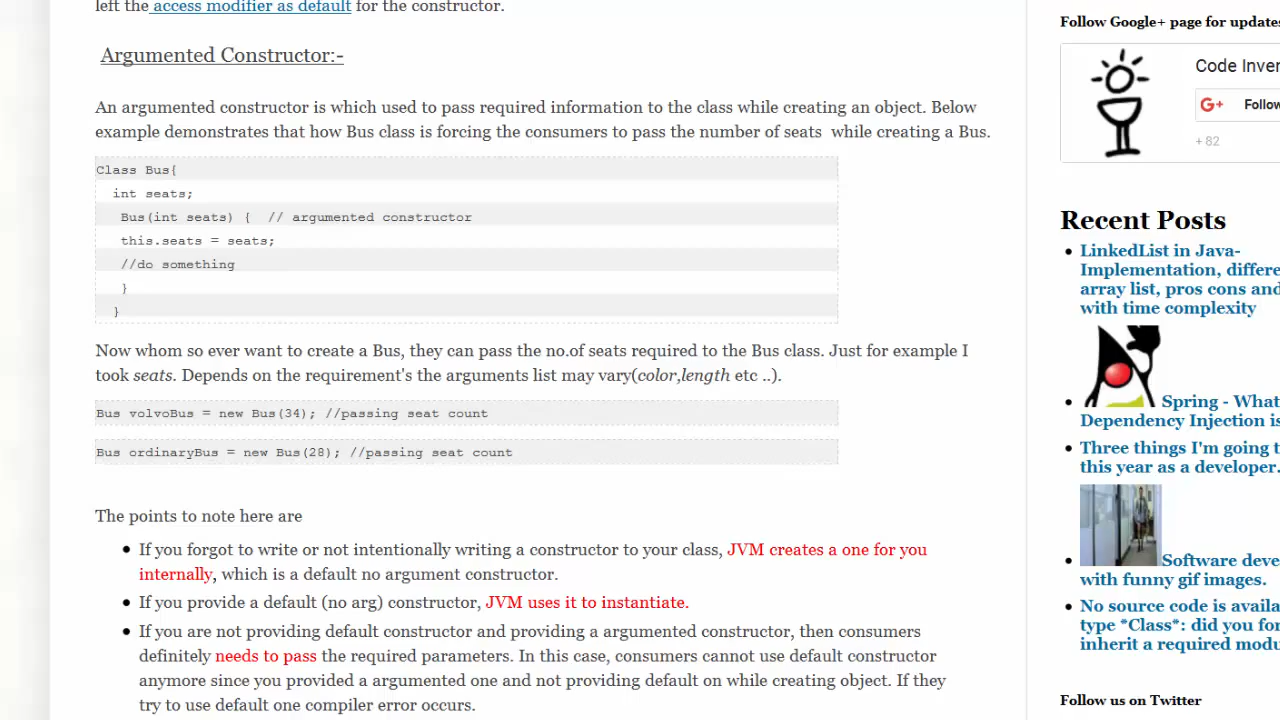 left the access modifier as default for the constructor.
Argumented Constructor:-
An argumented constructor is which used to pass required information to the class while creating an object. Below
example demonstrates that how Bus class is forcing the consumers to pass the number of seats while creating a Bus.
Class Bus{
int seats;
Bus(int seats) { // argumented constructor
this.seats = seats;
//do something
}
}
Now whom so ever want to create a Bus, they can pass the no.of seats required to the Bus class. Just for example I
took seats. Depends on the requirement's the arguments list may vary(color,length etc ..).
Bus volvoBus = new Bus(34); //passing seat count
Bus ordinaryBus = new Bus(28); //passing seat count
The points to note here are
If you forgot to write or not intentionally writing a constructor to your class, JVM creates a one for you
internally, which is a default no argument constructor.
If you provide a default (no arg) constructor, JVM uses it to instantiate.
If you are not providing default constructor and providing a argumented constructor, then consumers
definitely needs to pass the required parameters. In this case, consumers cannot use default constructor
anymore since you provided a argumented one and not providing default on while creating object. If they
try to use default one compiler error occurs.
Follow Google+ page for updates
Code Inver
G+ Follow
+ 82
Recent Posts
LinkedList in Java-
Implementation, differe
array list, pros cons and
with time complexity
Spring - What
Dependency Injection is
Three things I'm going t
this year as a developer.
Software deve
with funny gif images.
No source code is availa
type *Class*: did you for
inherit a required modu
Follow us on Twitter